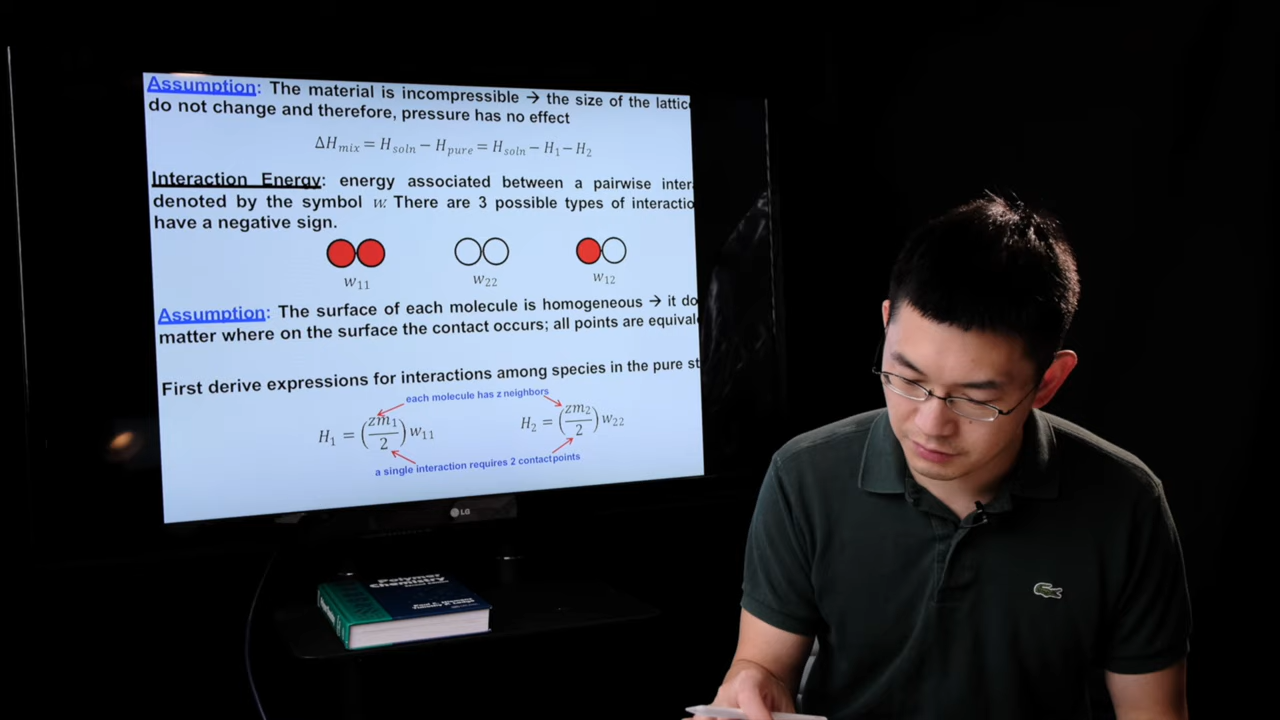 Assumption: The material is incompressible → the size of the lattic
do not change and therefore, pressure has no effect
ΔH_mix = H_soln − H_pure = H_soln − H_1 − H_2
Interaction Energy: energy associated between a pairwise inter
denoted by the symbol w. There are 3 possible types of interactio
have a negative sign.
w_11 w_22 w_12
Assumption: The surface of each molecule is homogeneous → it do
matter where on the surface the contact occurs; all points are equival
First derive expressions for interactions among species in the pure st
each molecule has z neighbors
H_1 = (zm_1/2) w_11 H_2 = (zm_2/2) w_22
a single interaction requires 2 contact points
LG
Polymer
Chemistry